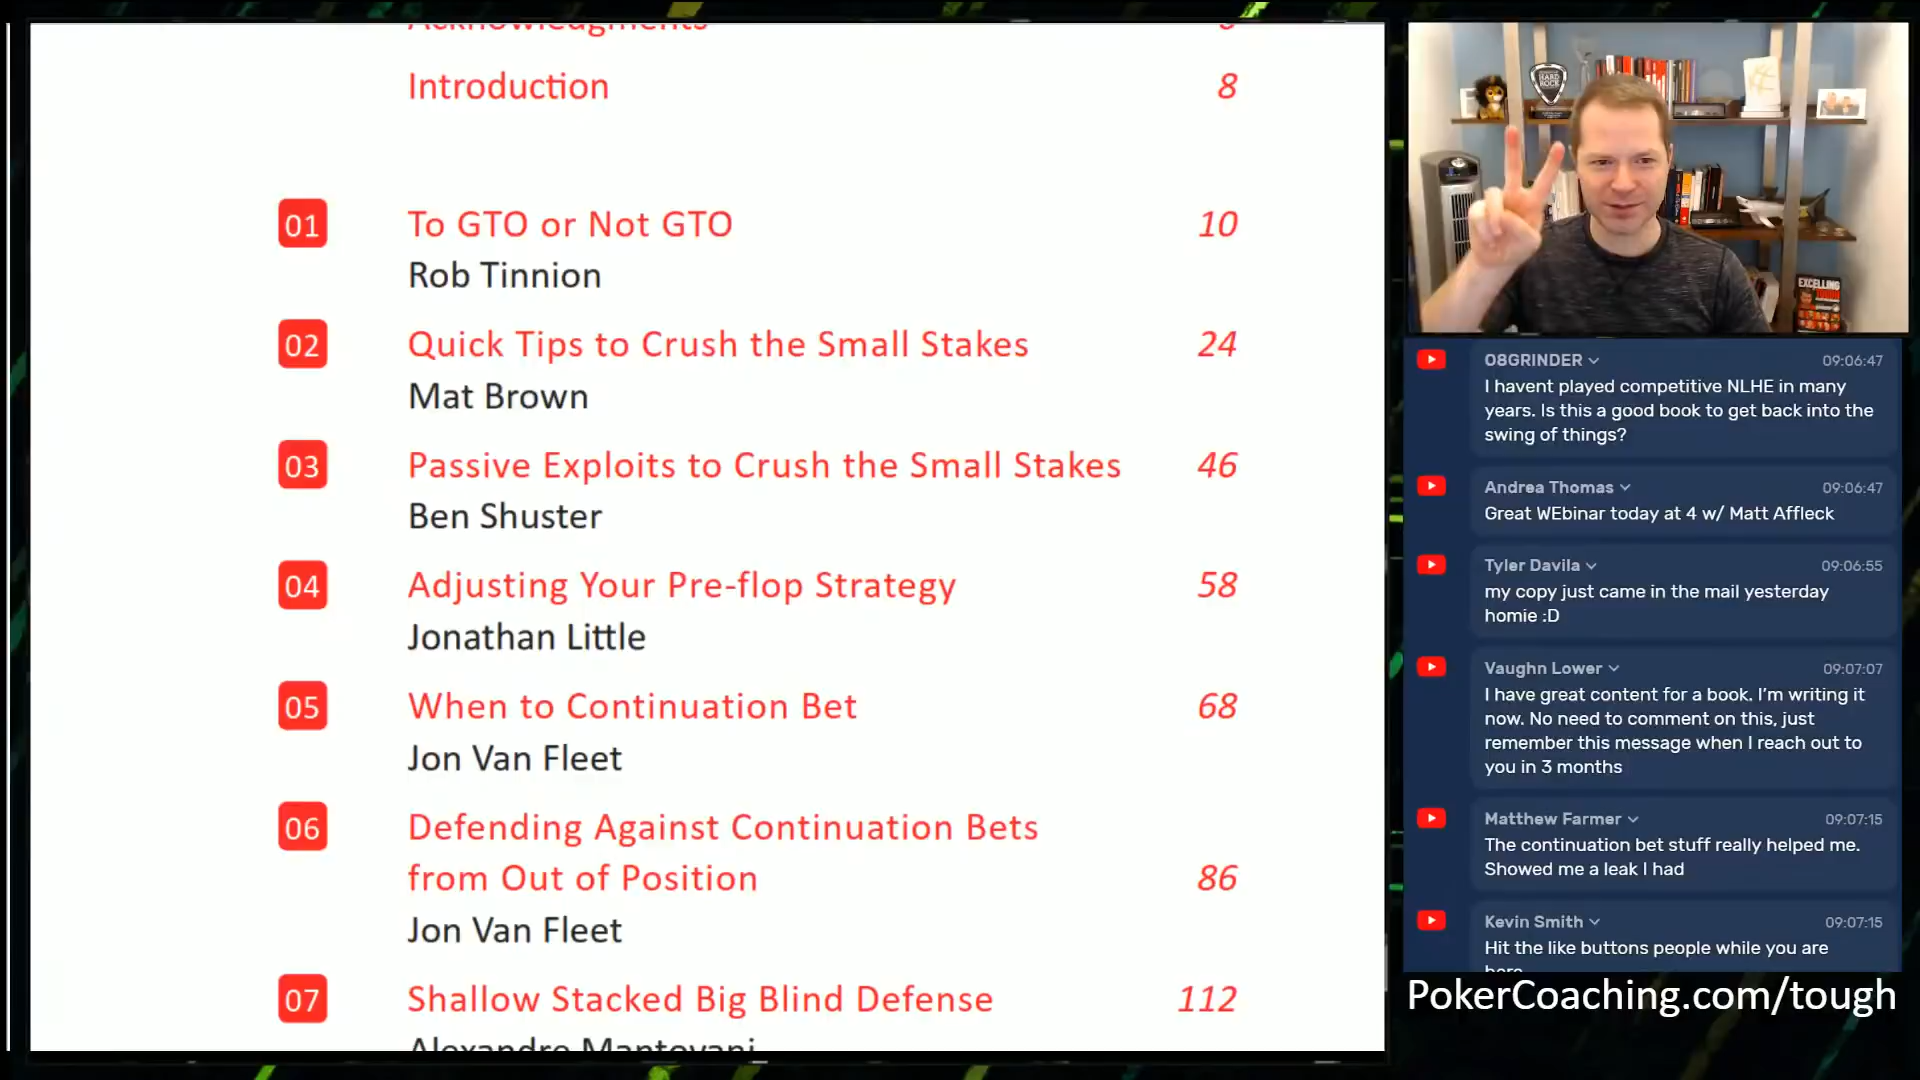 Acknowledgments
Introduction 8
01 To GTO or Not GTO 10
Rob Tinnion
02 Quick Tips to Crush the Small Stakes 24
Mat Brown
03 Passive Exploits to Crush the Small Stakes 46
Ben Shuster
04 Adjusting Your Pre-flop Strategy 58
Jonathan Little
05 When to Continuation Bet 68
Jon Van Fleet
06 Defending Against Continuation Bets
from Out of Position 86
Jon Van Fleet
07 Shallow Stacked Big Blind Defense 112
Alexandre Mantovani
HARD
ROCK
EXCELLING
O8GRINDER 09:06:47
I havent played competitive NLHE in many
years. Is this a good book to get back into the
swing of things?
Andrea Thomas 09:06:47
Great WEbinar today at 4 w/ Matt Affleck
Tyler Davila 09:06:55
my copy just came in the mail yesterday
homie :D
Vaughn Lower 09:07:07
I have great content for a book. I'm writing it
now. No need to comment on this, just
remember this message when I reach out to
you in 3 months
Matthew Farmer 09:07:15
The continuation bet stuff really helped me.
Showed me a leak I had
Kevin Smith 09:07:15
Hit the like buttons people while you are
here
PokerCoaching.com/tough